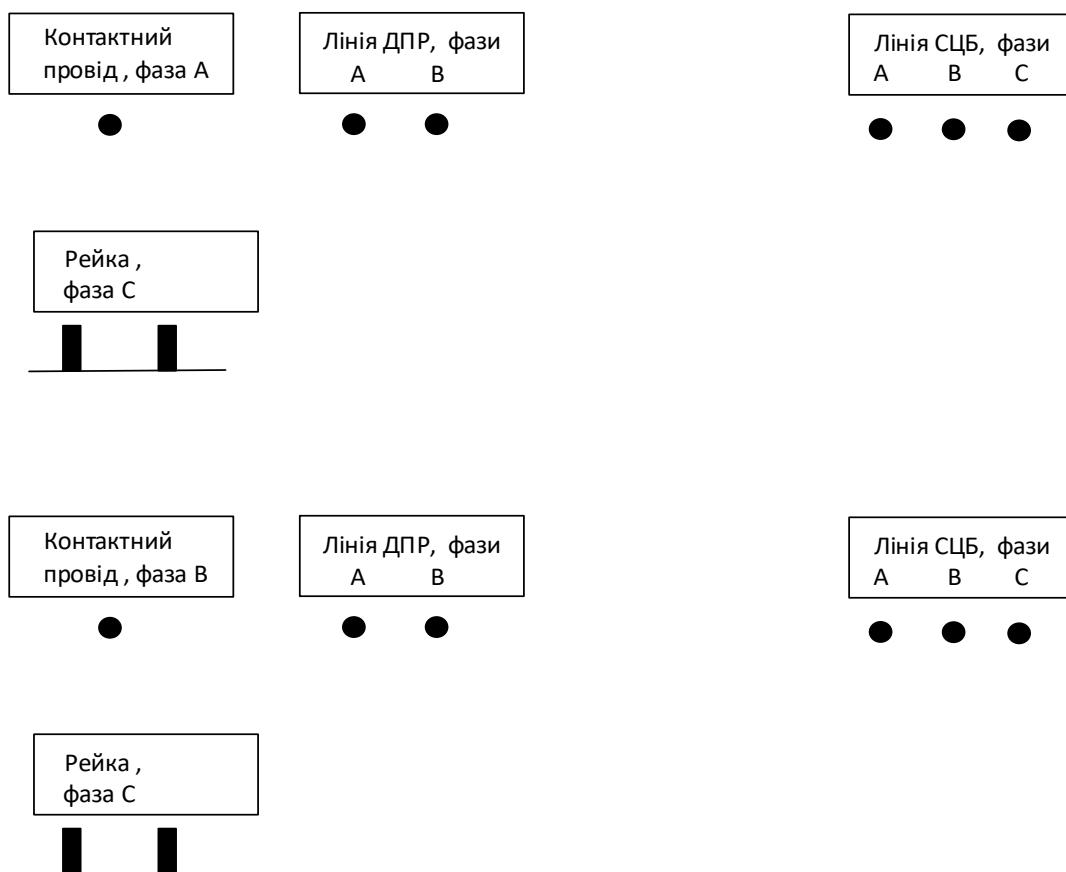 Контактний
провід , фаза А
Лінія ДПР,  фази
А В
Лінія СЦБ,  фази
А В С
Рейка ,
фаза С
Контактний
провід , фаза В
Лінія ДПР,  фази
А В
Лінія СЦБ,  фази
А В С
Рейка ,
фаза С